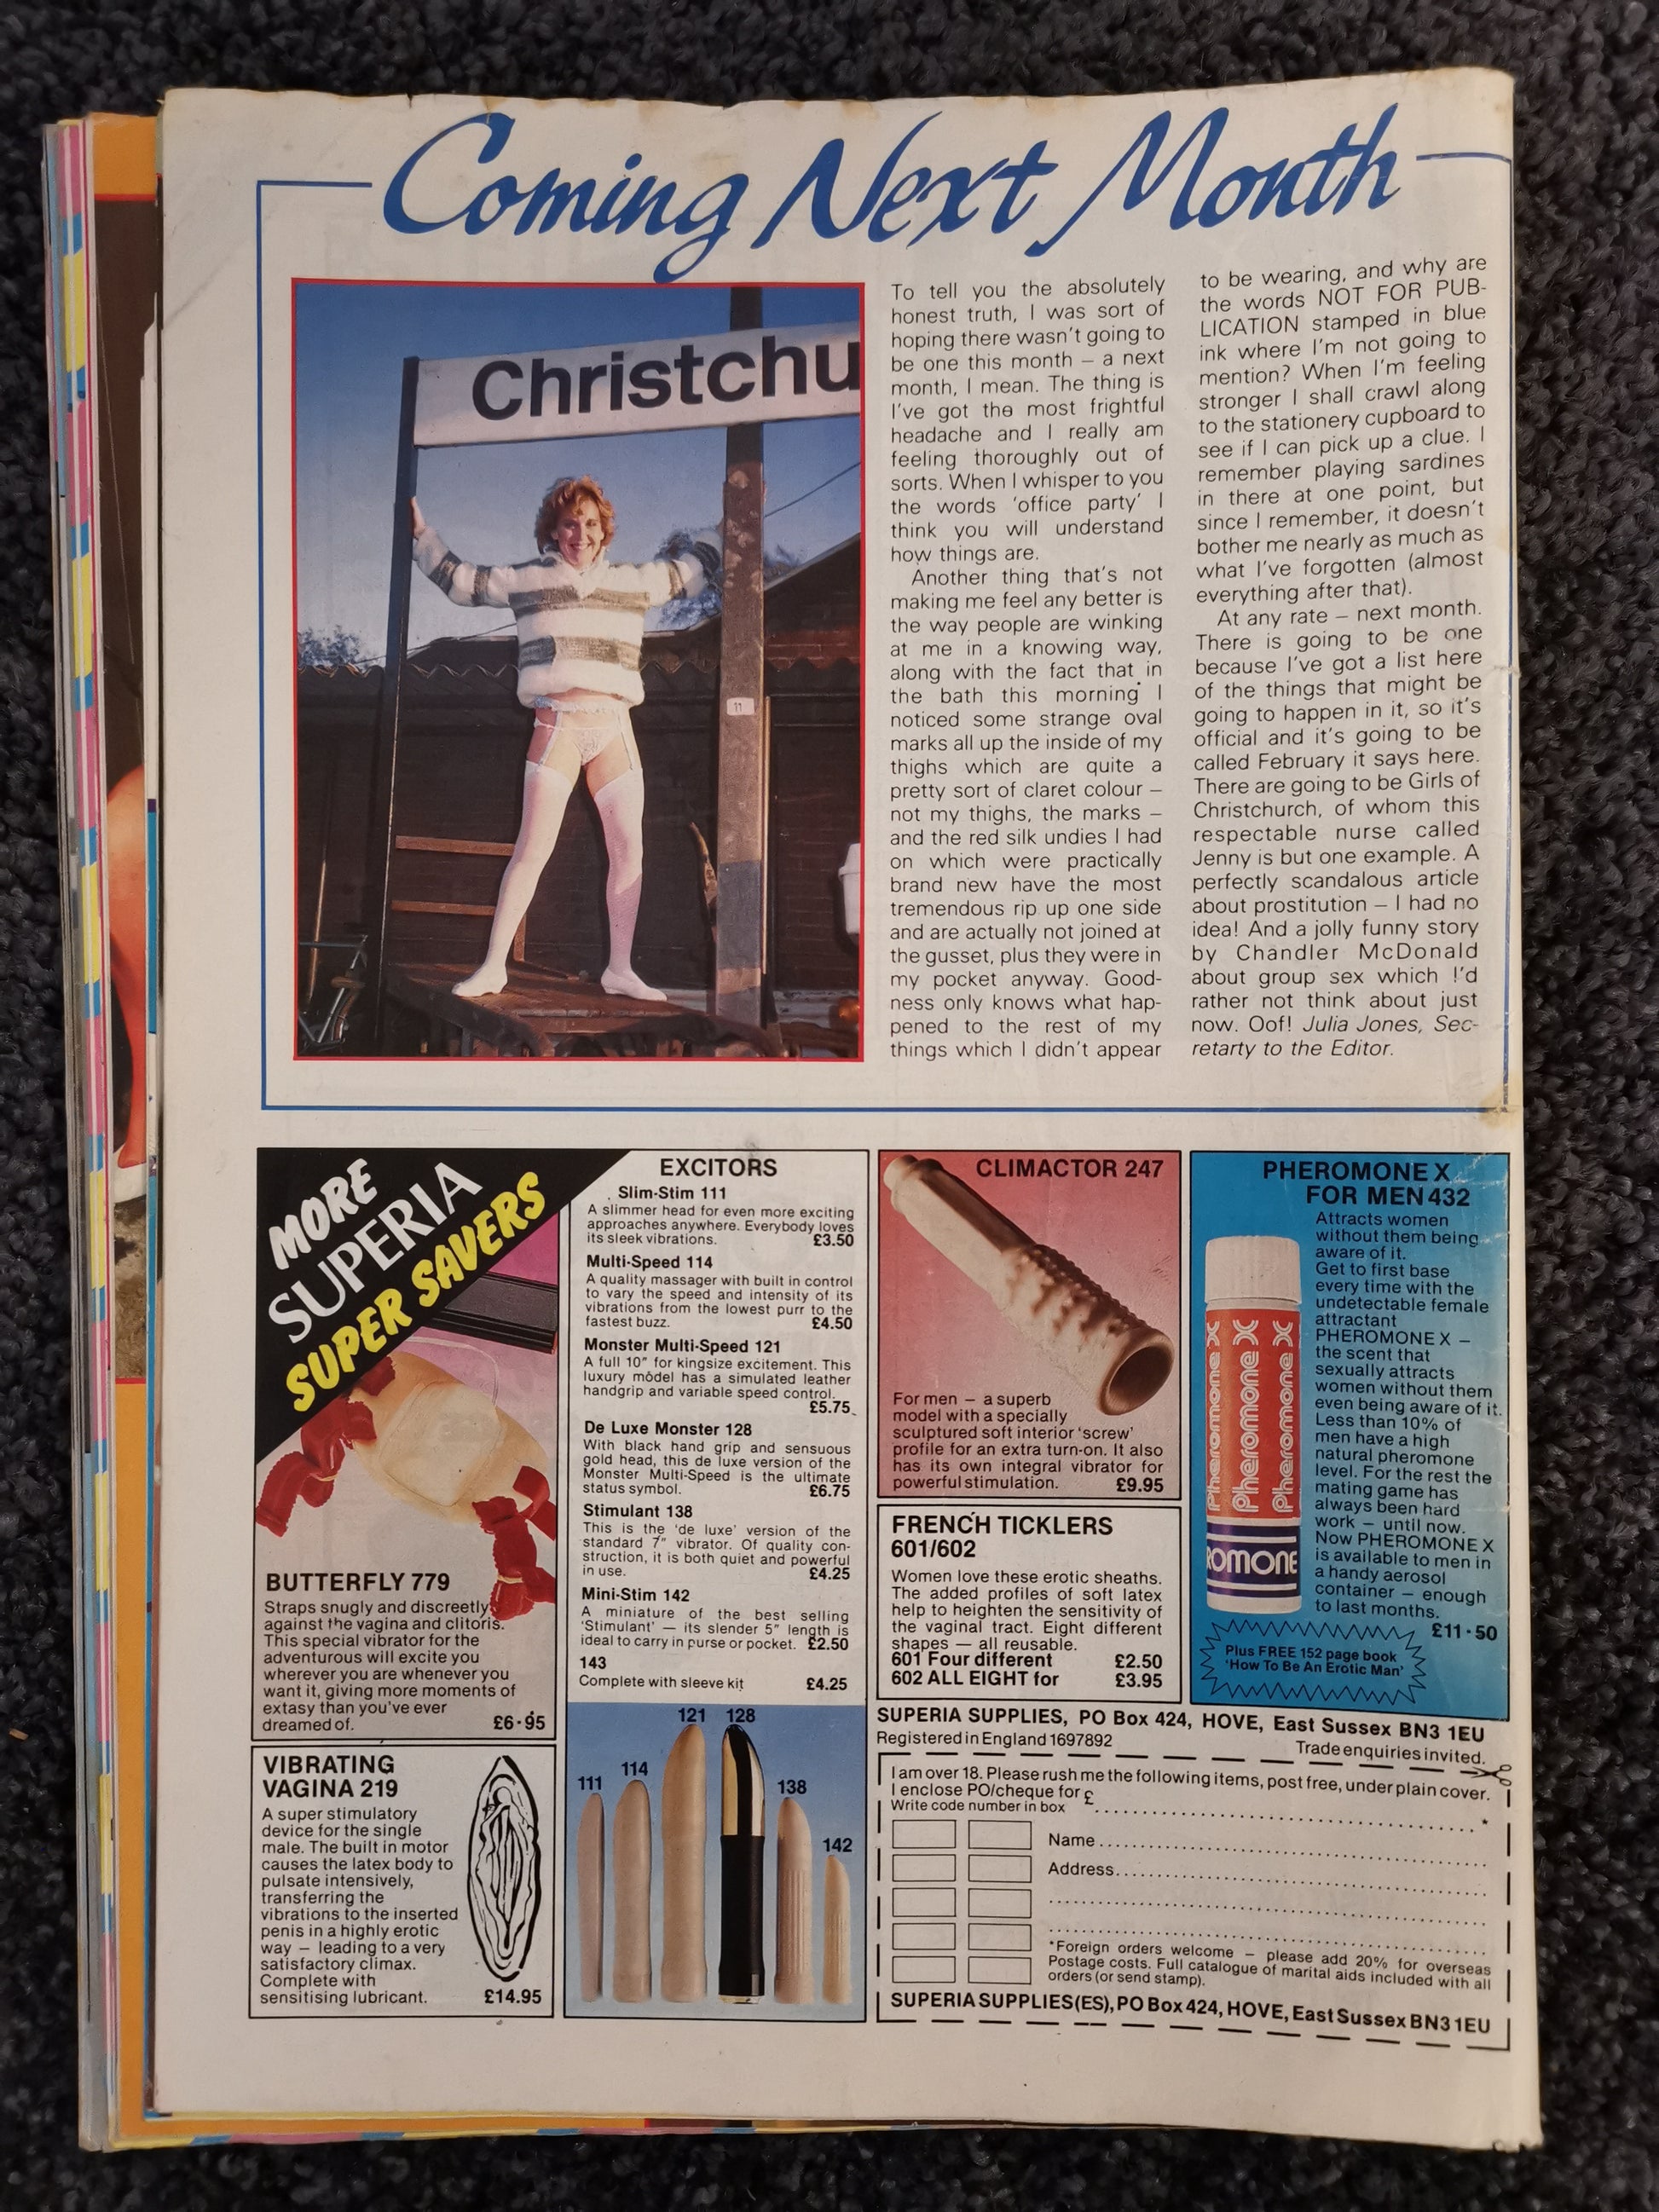 Coming Next Month
Christchu
11
To tell you the absolutely
honest truth, I was sort of
hoping there wasn't going to
be one this month – a next
month, I mean. The thing is
I've got the most frightful
headache and I really am
feeling thoroughly out of
sorts. When I whisper to you
the words 'office party' I
think you will understand
how things are.
Another thing that's not
making me feel any better is
the way people are winking
at me in a knowing way,
along with the fact that in
the bath this morning I
noticed some strange oval
marks all up the inside of my
thighs which are quite a
pretty sort of claret colour –
not my thighs, the marks –
and the red silk undies I had
on which were practically
brand new have the most
tremendous rip up one side
and are actually not joined at
the gusset, plus they were in
my pocket anyway. Good-
ness only knows what hap-
pened to the rest of my
things which I didn't appear
to be wearing, and why are
the words NOT FOR PUB-
LICATION stamped in blue
ink where I'm not going to
mention? When I'm feeling
stronger I shall crawl along
to the stationery cupboard to
see if I can pick up a clue. I
remember playing sardines
in there at one point, but
since I remember, it doesn't
bother me nearly as much as
what I've forgotten (almost
everything after that).
At any rate – next month.
There is going to be one
because I've got a list here
of the things that might be
going to happen in it, so it's
official and it's going to be
called February it says here.
There are going to be Girls of
Christchurch, of whom this
respectable nurse called
Jenny is but one example. A
perfectly scandalous article
about prostitution – I had no
idea! And a jolly funny story
by Chandler McDonald
about group sex which I'd
rather not think about just
now. Oof! Julia Jones, Sec-
retarty to the Editor.
MORE
SUPERIA
SUPER SAVERS
BUTTERFLY 779
Straps snugly and discreetly
against the vagina and clitoris.
This special vibrator for the
adventurous will excite you
wherever you are whenever you
want it, giving more moments of
extasy than you've ever
dreamed of. £6·95
VIBRATING
VAGINA 219
A super stimulatory
device for the single
male. The built in motor
causes the latex body to
pulsate intensively,
transferring the
vibrations to the inserted
penis in a highly erotic
way – leading to a very
satisfactory climax.
Complete with
sensitising lubricant. £14.95
EXCITORS
Slim-Stim 111
A slimmer head for even more exciting
approaches anywhere. Everybody loves
its sleek vibrations. £3.50
Multi-Speed 114
A quality massager with built in control
to vary the speed and intensity of its
vibrations from the lowest purr to the
fastest buzz. £4.50
Monster Multi-Speed 121
A full 10" for kingsize excitement. This
luxury model has a simulated leather
handgrip and variable speed control.
£5.75
De Luxe Monster 128
With black hand grip and sensuous
gold head, this de luxe version of the
Monster Multi-Speed is the ultimate
status symbol. £6.75
Stimulant 138
This is the 'de luxe' version of the
standard 7" vibrator. Of quality con-
struction, it is both quiet and powerful
in use. £4.25
Mini-Stim 142
A miniature of the best selling
'Stimulant' — its slender 5" length is
ideal to carry in purse or pocket. £2.50
143
Complete with sleeve kit £4.25
111
114
121
128
138
142
CLIMACTOR 247
For men – a superb
model with a specially
sculptured soft interior 'screw'
profile for an extra turn-on. It also
has its own integral vibrator for
powerful stimulation. £9.95
FRENCH TICKLERS
601/602
Women love these erotic sheaths.
The added profiles of soft latex
help to heighten the sensitivity of
the vaginal tract. Eight different
shapes — all reusable.
601 Four different £2.50
602 ALL EIGHT for £3.95
PHEROMONE X
FOR MEN 432
Attracts women
without them being
aware of it.
Get to first base
every time with the
undetectable female
attractant
PHEROMONE X –
the scent that
sexually attracts
women without them
even being aware of it.
Less than 10% of
men have a high
natural pheromone
level. For the rest the
mating game has
always been hard
work – until now.
Now PHEROMONE X
is available to men in
a handy aerosol
container – enough
to last months.
£11·50
Pheromone X
Pheromone X
Pheromone X
ROMONE
Plus FREE 152 page book
'How To Be An Erotic Man'
SUPERIA SUPPLIES, PO Box 424, HOVE, East Sussex BN3 1EU
Registered in England 1697892 Trade enquiries invited.
I am over 18. Please rush me the following items, post free, under plain cover.
I enclose PO/cheque for £ *
Write code number in box
Name
Address
*Foreign orders welcome – please add 20% for overseas
Postage costs. Full catalogue of marital aids included with all
orders (or send stamp).
SUPERIA SUPPLIES (ES), PO Box 424, HOVE, East Sussex BN3 1EU